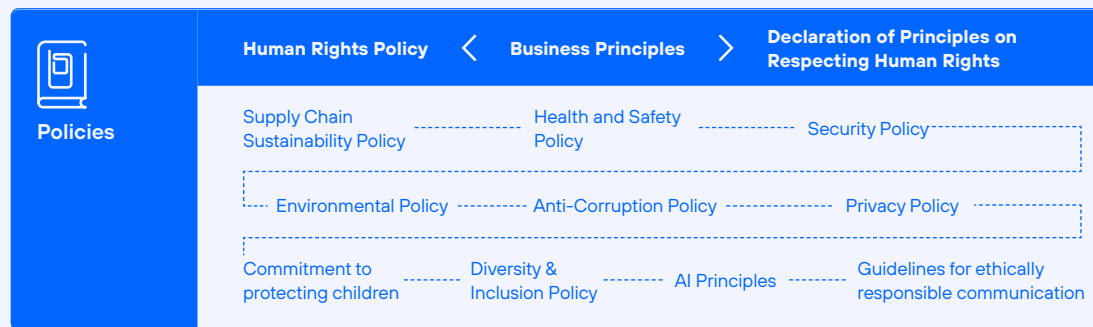 Policies
Human Rights Policy
Business Principles
Declaration of Principles on
Respecting Human Rights
Supply Chain
Sustainability Policy
Health and Safety
Policy
Security Policy
Environmental Policy
Anti-Corruption Policy
Privacy Policy
Commitment to
protecting children
Diversity &
Inclusion Policy
AI Principles
Guidelines for ethically
responsible communication